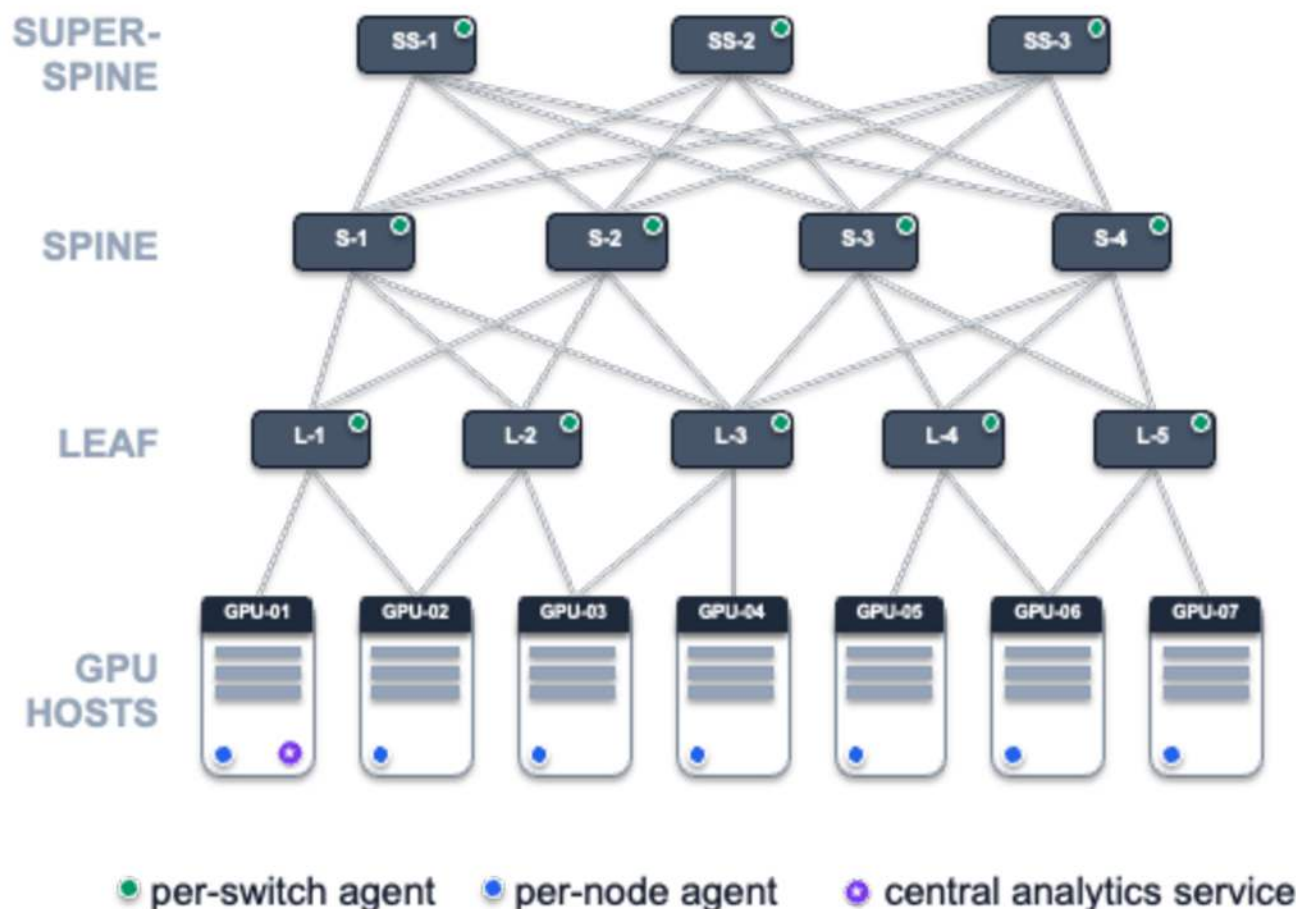 SUPER-
SPINE
SS-1
SS-2
SS-3
SPINE
S-1
S-2
S-3
S-4
LEAF
L-1
L-2
L-3
L-4
L-5
GPU
HOSTS
GPU-01
GPU-02
GPU-03
GPU-04
GPU-05
GPU-06
GPU-07
per-switch agent
per-node agent
central analytics service